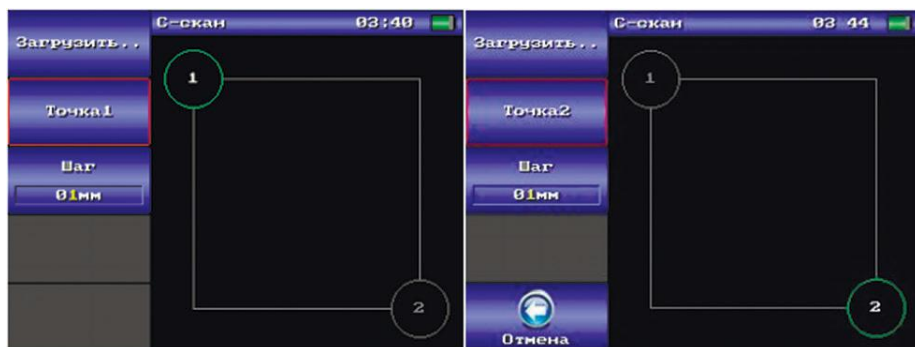 С-скан 03:40
Загрузить..
1
Точка1
Шаг
01мм
2
С-скан 03 44
Загрузить..
1
Точка2
Шаг
01мм
2
Отмена